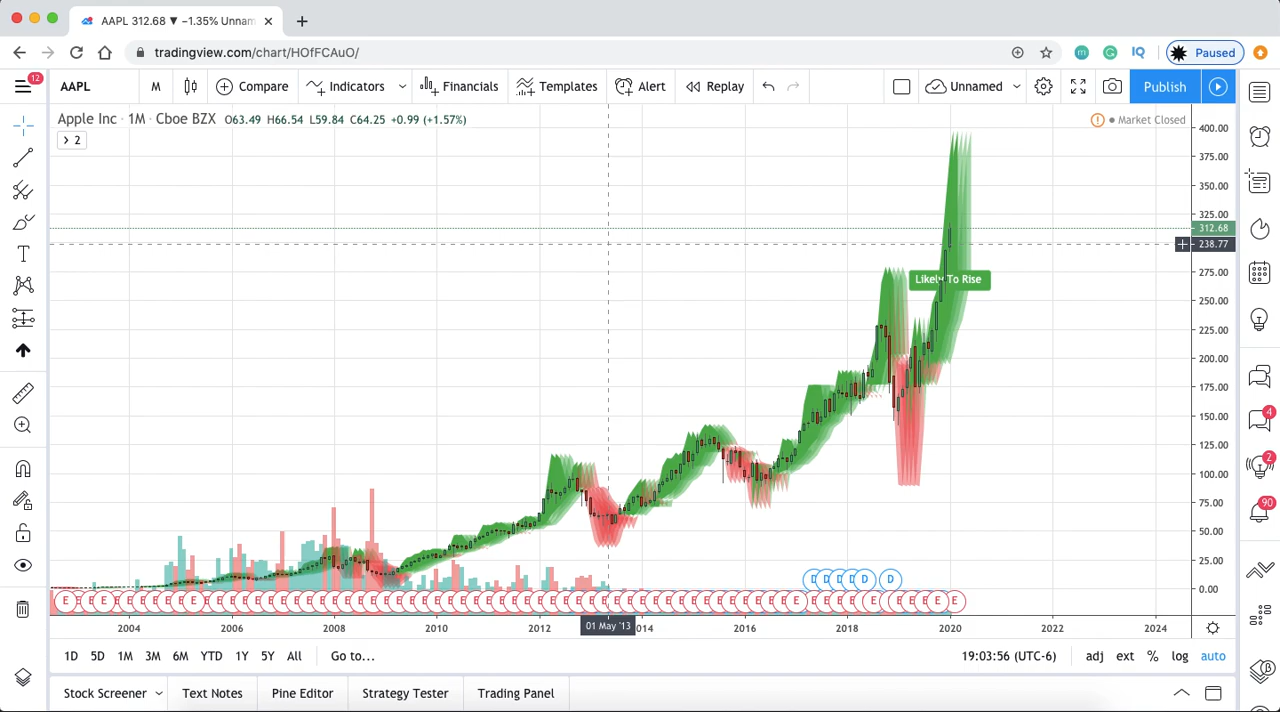 AAPL 312.68 ▼ −1.35% Unnam
tradingview.com/chart/HOfFCAuO/
IQ
Paused
12
AAPL M Compare Indicators Financials Templates Alert Replay Unnamed Publish
Apple Inc · 1M · Cboe BZX O63.49 H66.54 L59.84 C64.25 +0.99 (+1.57%)
Market Closed
2
400.00
375.00
350.00
325.00
312.68
238.77
275.00
Likely To Rise
250.00
225.00
200.00
175.00
150.00
125.00
100.00
75.00
50.00
25.00
0.00
4
2
90
D D D D D D
E E E E E E E E E E E E E E E E E E E E E E E E E E E E E E E E E E E E E E E E E E E E E E E E E E E E E E E E E E E E E E E E E E E
2004 2006 2008 2010 2012 01 May '13 014 2016 2018 2020 2022 2024
1D 5D 1M 3M 6M YTD 1Y 5Y All Go to... 19:03:56 (UTC-6) adj ext % log auto
Stock Screener Text Notes Pine Editor Strategy Tester Trading Panel